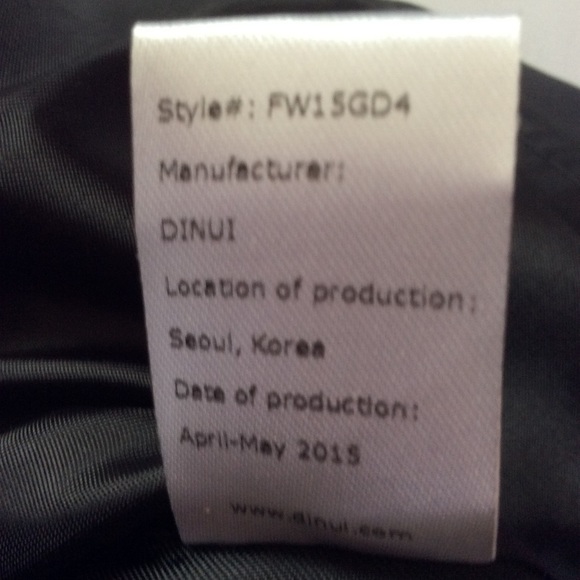 Style#: FW15GD4
Manufacturer:
DINUI
Location of production:
Seoul, Korea
Date of production:
April-May 2015
www.dinui.com